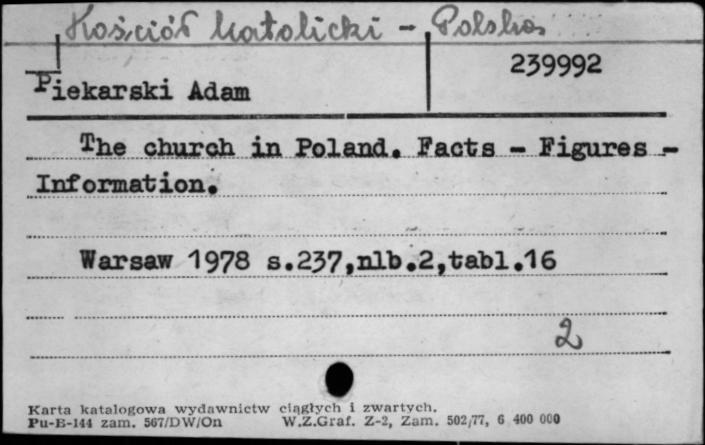 Kościół katolicki - Polska
239992
Piekarski Adam
The church in Poland. Facts - Figures -
Information.
Warsaw 1978 s.237,nlb.2,tabl.16
2
Karta katalogowa wydawnictw ciągłych i zwartych.
Pu-E-144 zam. 567/DW/On W.Z.Graf. Z-2, Zam. 502/77, 6 400 000